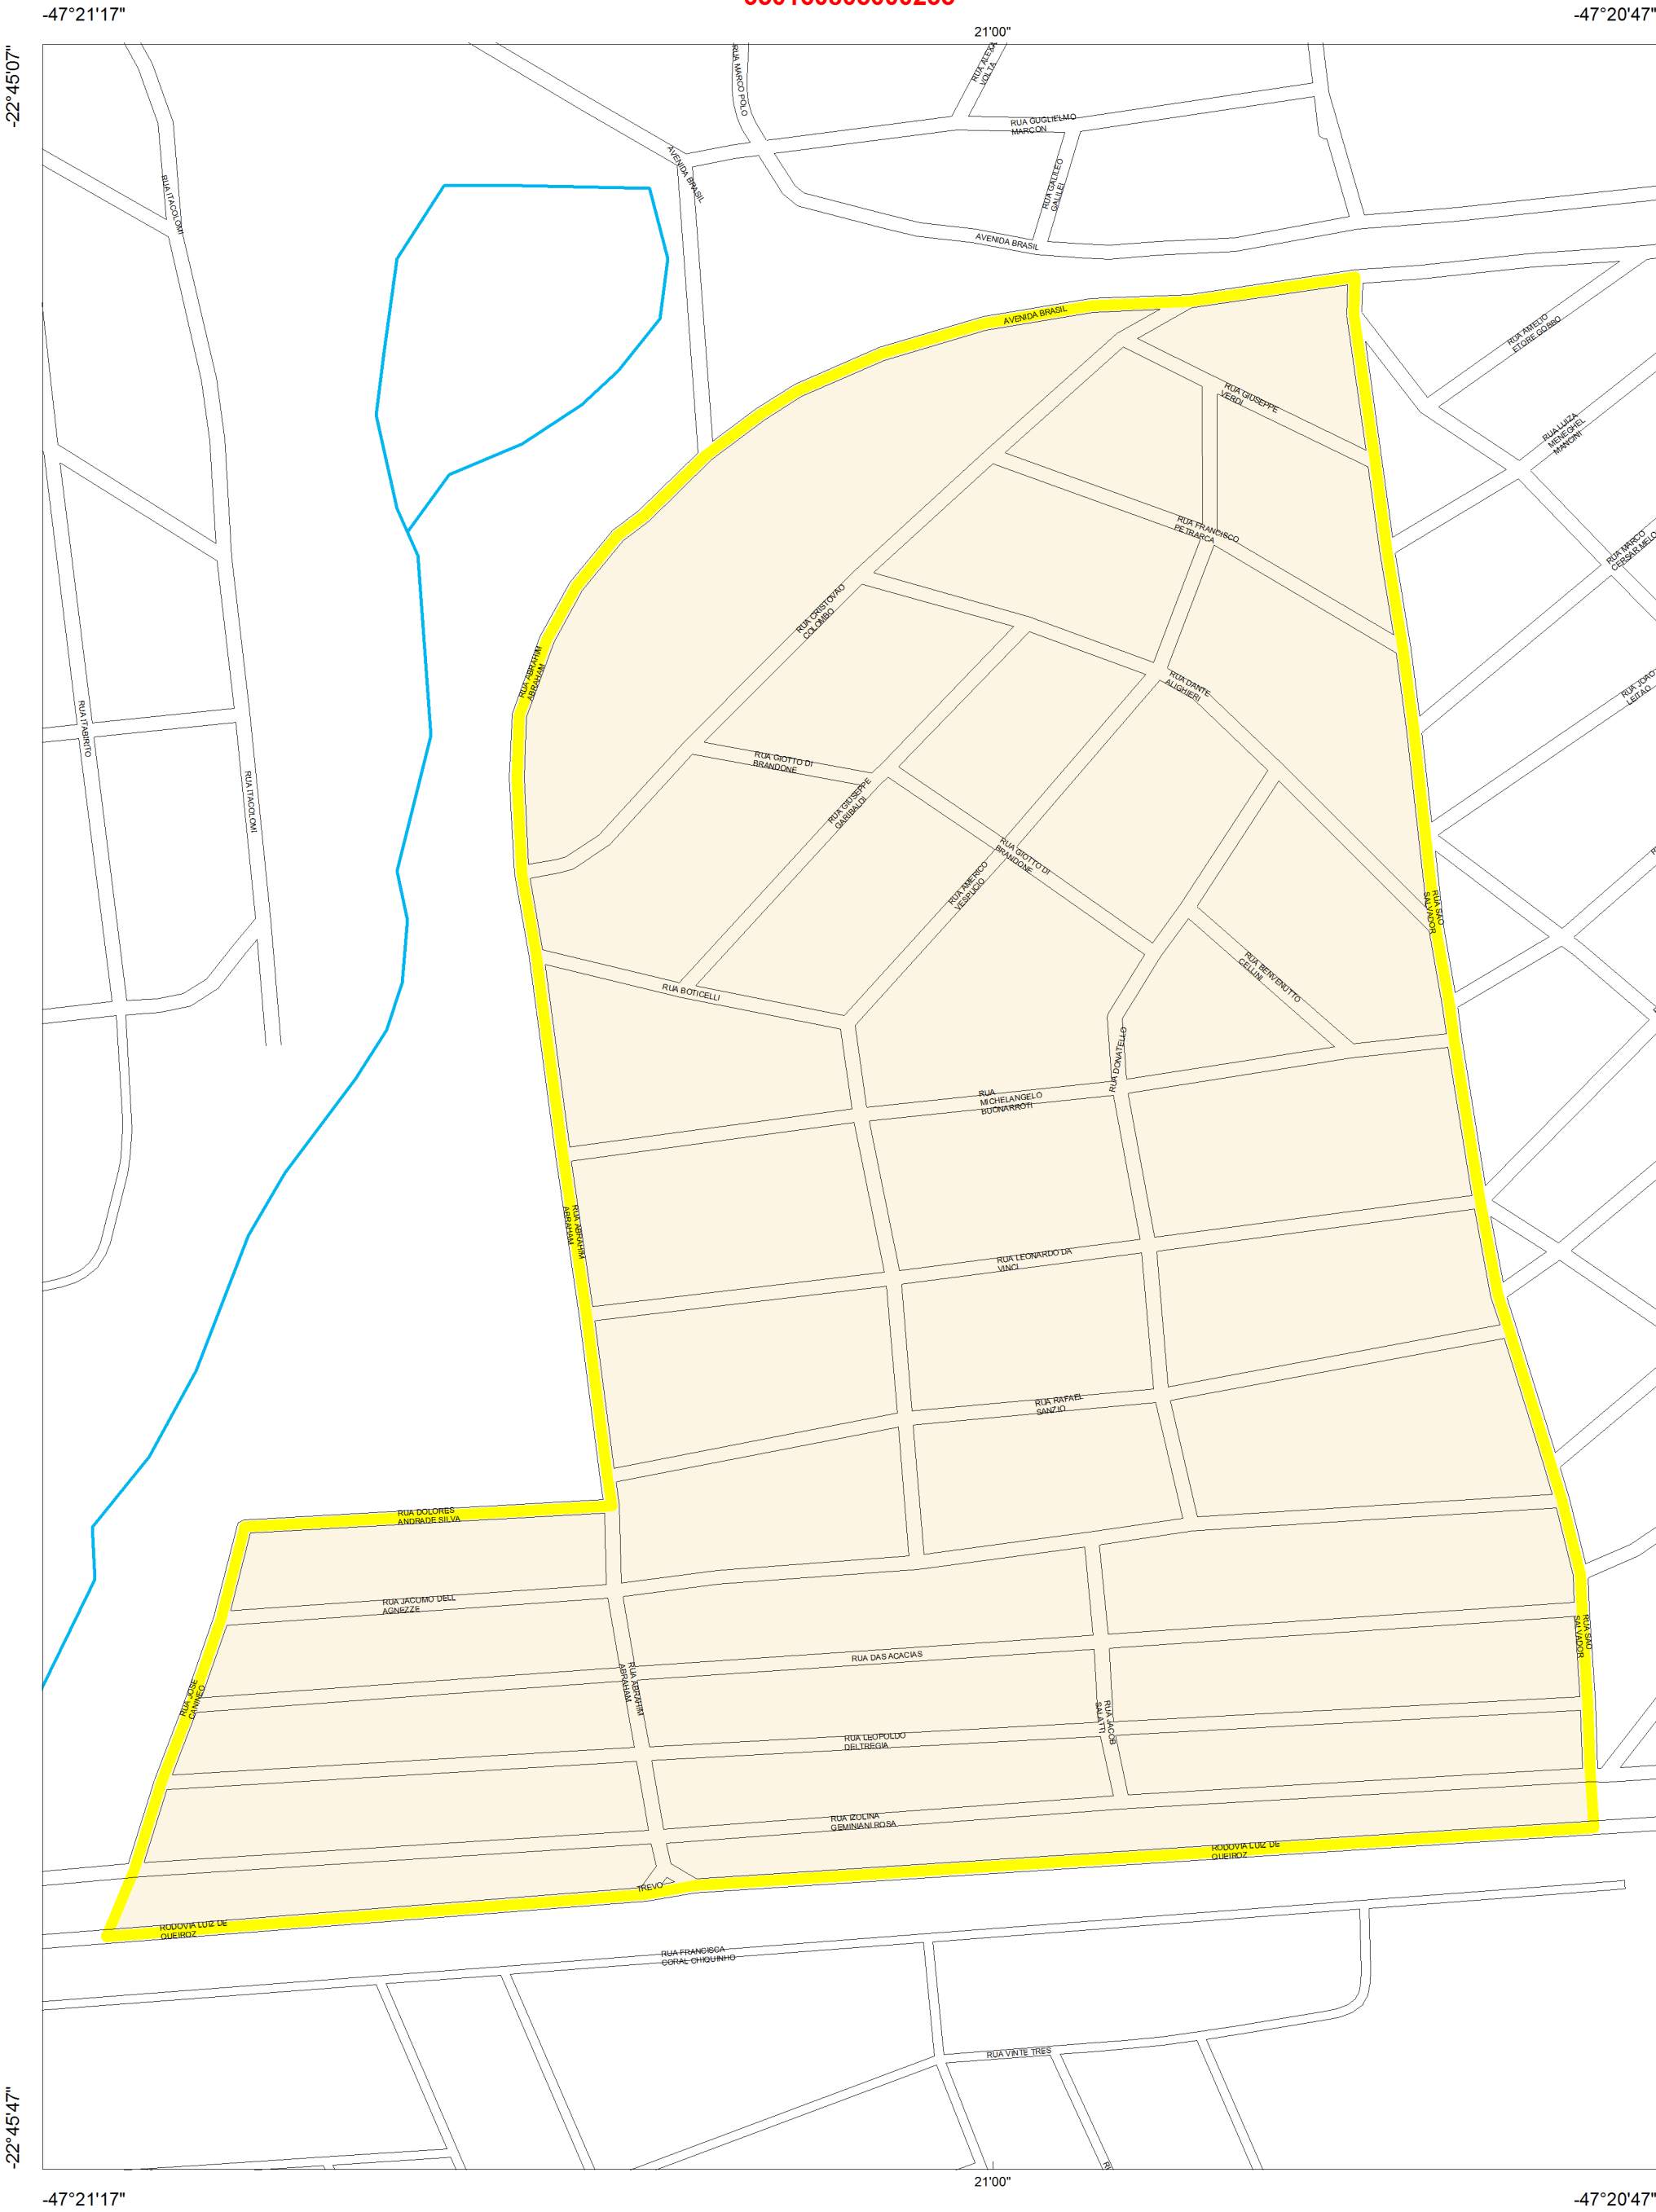 -47°21'17"
-47°20'47"
21'00"
-22°45'07"
RUA MARCO POLO
RUA ALEXA
VOLTA
RUA GUGLIELMO
MARCON
AVENIDA BRASIL
RUA GALILEO
GALILEI
RUA ITACOLOMI
AVENIDA BRASIL
AVENIDA BRASIL
RUA AMELIO
ETORE GOBBO
RUA GIUSEPPE
VERDI
RUA LUIZA
MENEGHEL
MANCINI
RUA FRANCISCO
PETRARCA
RUA MARCO
CERSAR MELO
RUA CRISTOVAO
COLOMBO
RUA ABRAHIM
ABRAHAM
RUA DANTE
ALIGHIERI
RUA JOAO
LEITAO
RUA ITABIRITO
RUA GIOTTO DI
BRANDONE
RUA ITACOLOMI
RUA GIUSEPPE
GARIBALDI
RUA GIOTTO DI
BRANDONE
RUA AMERICO
VESPUCIO
RUA SAO
SALVADOR
RUA BENVENUTTO
CELLINI
RUA BOTICELLI
RUA DONATELLO
RUA
MICHELANGELO
BUONARROTI
RUA ABRAHIM
ABRAHAM
RUA LEONARDO DA
VINCI
RUA RAFAEL
SANZIO
RUA DOLORES
ANDRADE SILVA
RUA JACOMO DELL
AGNEZZE
RUA SAO
SALVADOR
RUA DAS ACACIAS
RUA ABRAHIM
ABRAHAM
RUA JOSE
CANINEO
RUA JACOB
SALATTI
RUA LEOPOLDO
DELTREGIA
RUA IZOLINA
GEMINIANI ROSA
RODOVIA LUIZ DE
QUEIROZ
TREVO
RODOVIA LUIZ DE
QUEIROZ
RUA FRANCISCA
CORAL CHIQUINHO
RUA VINTE TRES
-22°45'47"
21'00"
-47°21'17"
-47°20'47"